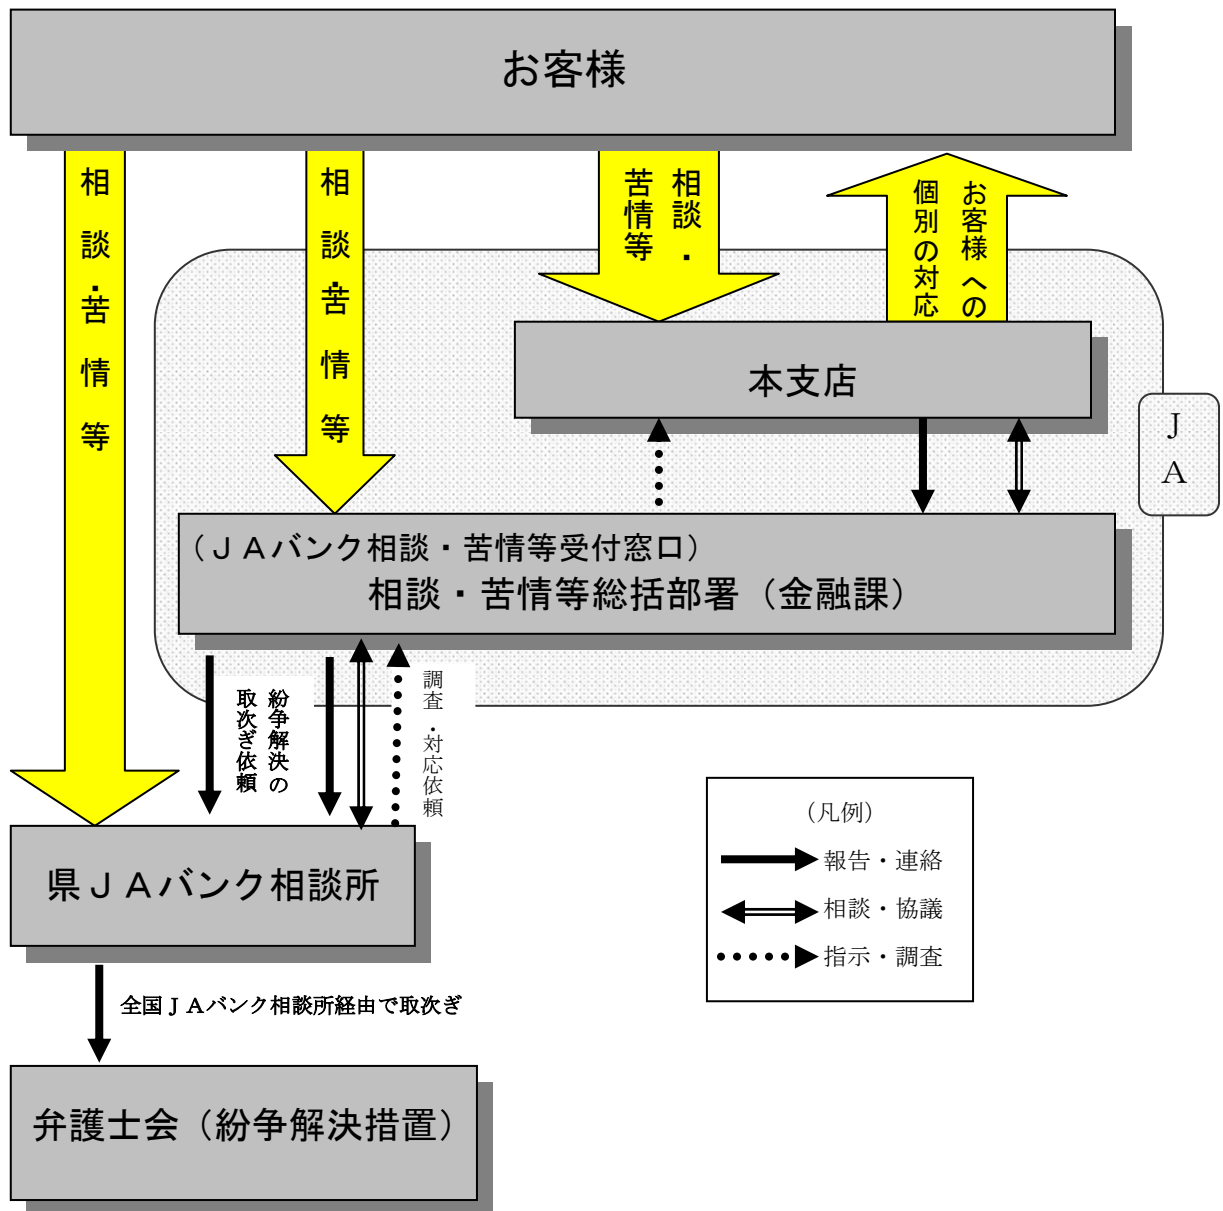 お客様
相談・苦情等
相談・苦情等
相談・
苦情等
お客様への
個別の対応
本支店
ＪＡ
（ＪＡバンク相談・苦情等受付窓口）
相談・苦情等総括部署（金融課）
紛争解決の
取次ぎ依頼
調査・対応依頼
県ＪＡバンク相談所
（凡例）
報告・連絡
相談・協議
指示・調査
全国ＪＡバンク相談所経由で取次ぎ
弁護士会（紛争解決措置）